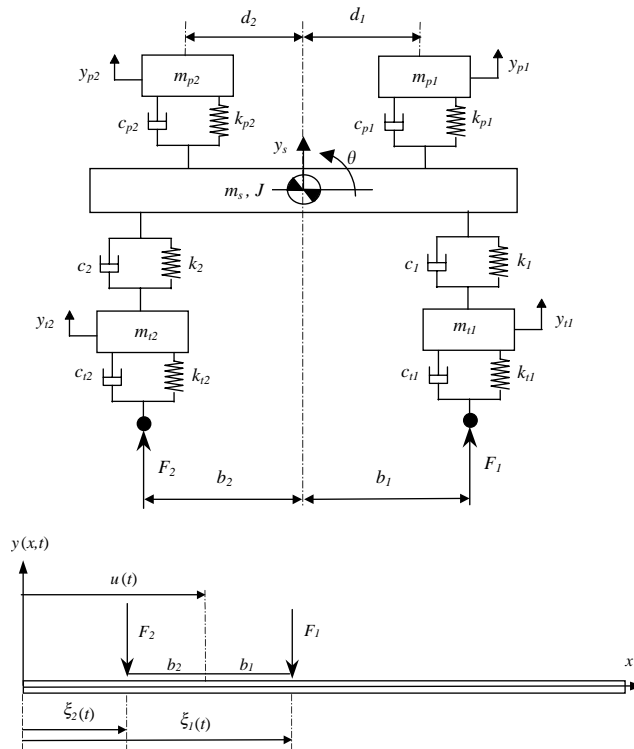 d2 d1
yp2 mp2 mp1 yp1
cp2 kp2 cp1 kp1
ys θ
ms , J
c2 k2 c1 k1
yt2 mt2 mt1 yt1
ct2 kt2 ct1 kt1
F2 b2 b1 F1
y(x,t)
u(t)
F2 F1
b2 b1 x
ξ2(t) ξ1(t)